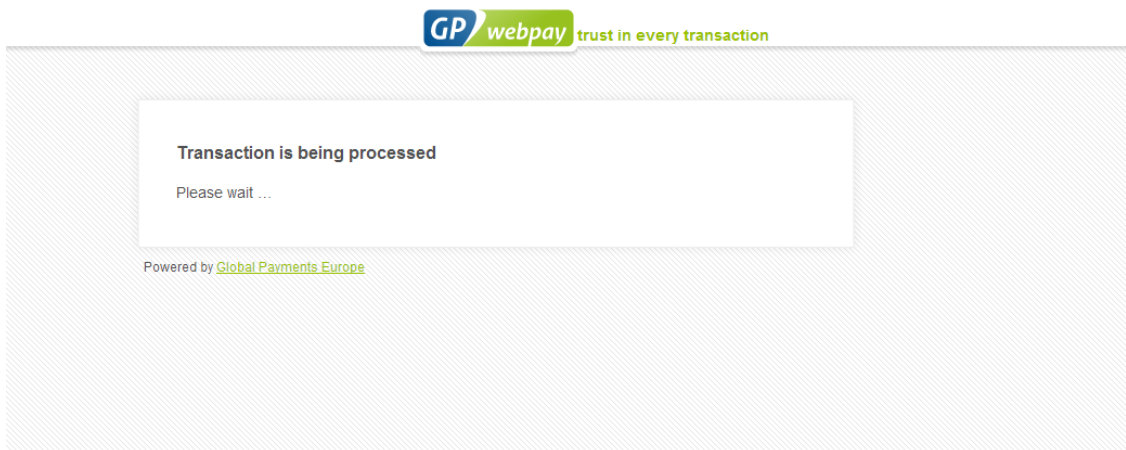 GP webpay trust in every transaction
Transaction is being processed
Please wait ...
Powered by Global Payments Europe